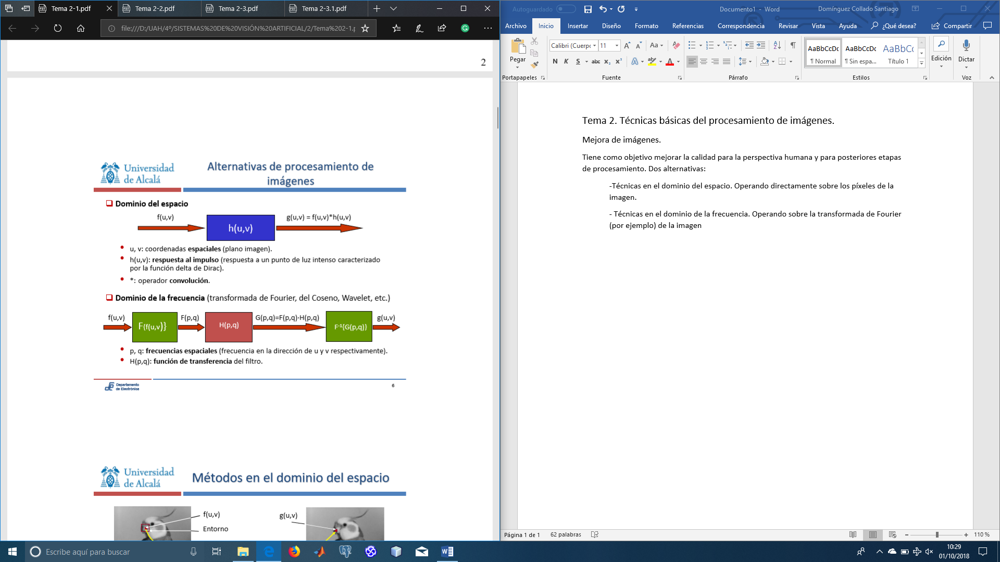 Tema 2-1.pdf
Tema 2-2.pdf
Tema 2-3.pdf
Tema 2-3.1.pdf
file:///D:/UAH/4º/SISTEMAS%20DE%20VISIÓN%20ARTIFICIAL/2/Tema%202-1.p
2
Universidad de Alcalá
Alternativas de procesamiento de
imágenes
Dominio del espacio
f(u,v)
h(u,v)
g(u,v) = f(u,v)*h(u,v)
• u, v: coordenadas espaciales (plano imagen).
• h(u,v): respuesta al impulso (respuesta a un punto de luz intenso caracterizado
por la función delta de Dirac).
• *: operador convolución.
Dominio de la frecuencia (transformada de Fourier, del Coseno, Wavelet, etc.)
f(u,v)
F{f(u,v)}
F(p,q)
H(p,q)
G(p,q)=F(p,q)·H(p,q)
F⁻¹{G(p,q)}
g(u,v)
• p, q: frecuencias espaciales (frecuencia en la dirección de u y v respectivamente).
• H(p,q): función de transferencia del filtro.
Departamento
de Electrónica
6
Universidad
de Alcalá
Métodos en el dominio del espacio
f(u,v)
Entorno
g(u,v)
Autoguardado
Documento1 - Word
Domínguez Collado Santiago
Archivo
Inicio
Insertar
Diseño
Formato
Referencias
Correspondencia
Revisar
Vista
Ayuda
¿Qué desea?
Compartir
Pegar
Portapapeles
Calibri (Cuerpo
11
Aa
N K S abc x₂ x²
Fuente
Párrafo
AaBbCcDc
¶ Normal
AaBbCcDc
¶ Sin espa...
AaBbCc
Título 1
Estilos
Edición
Dictar
Voz
Tema 2. Técnicas básicas del procesamiento de imágenes.
Mejora de imágenes.
Tiene como objetivo mejorar la calidad para la perspectiva humana y para posteriores etapas
de procesamiento. Dos alternativas:
-Técnicas en el dominio del espacio. Operando directamente sobre los píxeles de la
imagen.
- Técnicas en el dominio de la frecuencia. Operando sobre la transformada de Fourier
(por ejemplo) de la imagen
Página 1 de 1
62 palabras
110 %
Escribe aquí para buscar
10:29
01/10/2018